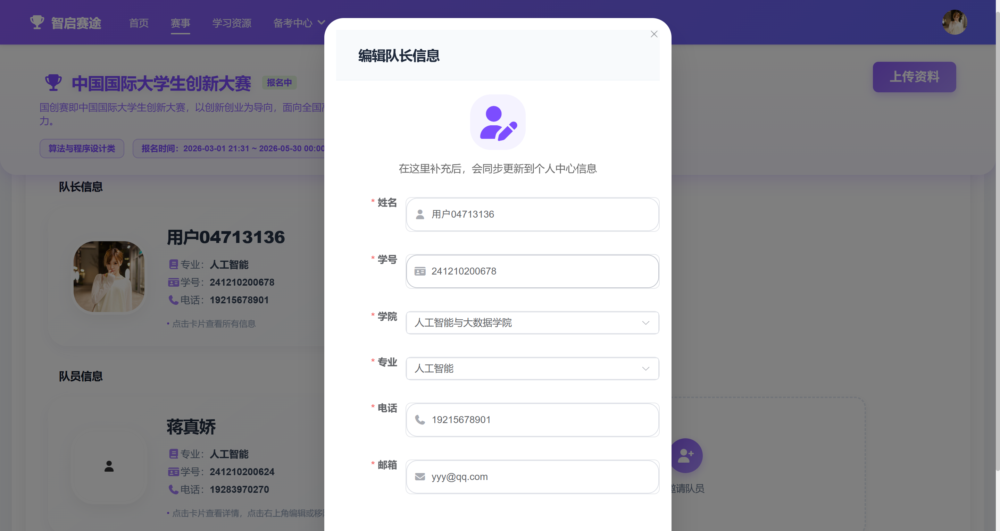 智启赛途
首页
赛事
学习资源
备考中心
编辑队长信息
中国国际大学生创新大赛
报名中
上传资料
国创赛即中国国际大学生创新大赛，以创新创业为导向，面向全国
力。
算法与程序设计类
报名时间：2026-03-01 21:31 ~ 2026-05-30 00:00
在这里补充后，会同步更新到个人中心信息
队长信息
用户04713136
专业：人工智能
学号：241210200678
电话：19215678901
• 点击卡片查看所有信息
队员信息
蒋真娇
专业：人工智能
学号：241210200624
电话：19283970270
• 点击卡片查看详情，点击右上角编辑或移
* 姓名
用户04713136
* 学号
241210200678
* 学院
人工智能与大数据学院
* 专业
人工智能
* 电话
19215678901
* 邮箱
yyy@qq.com
邀请队员